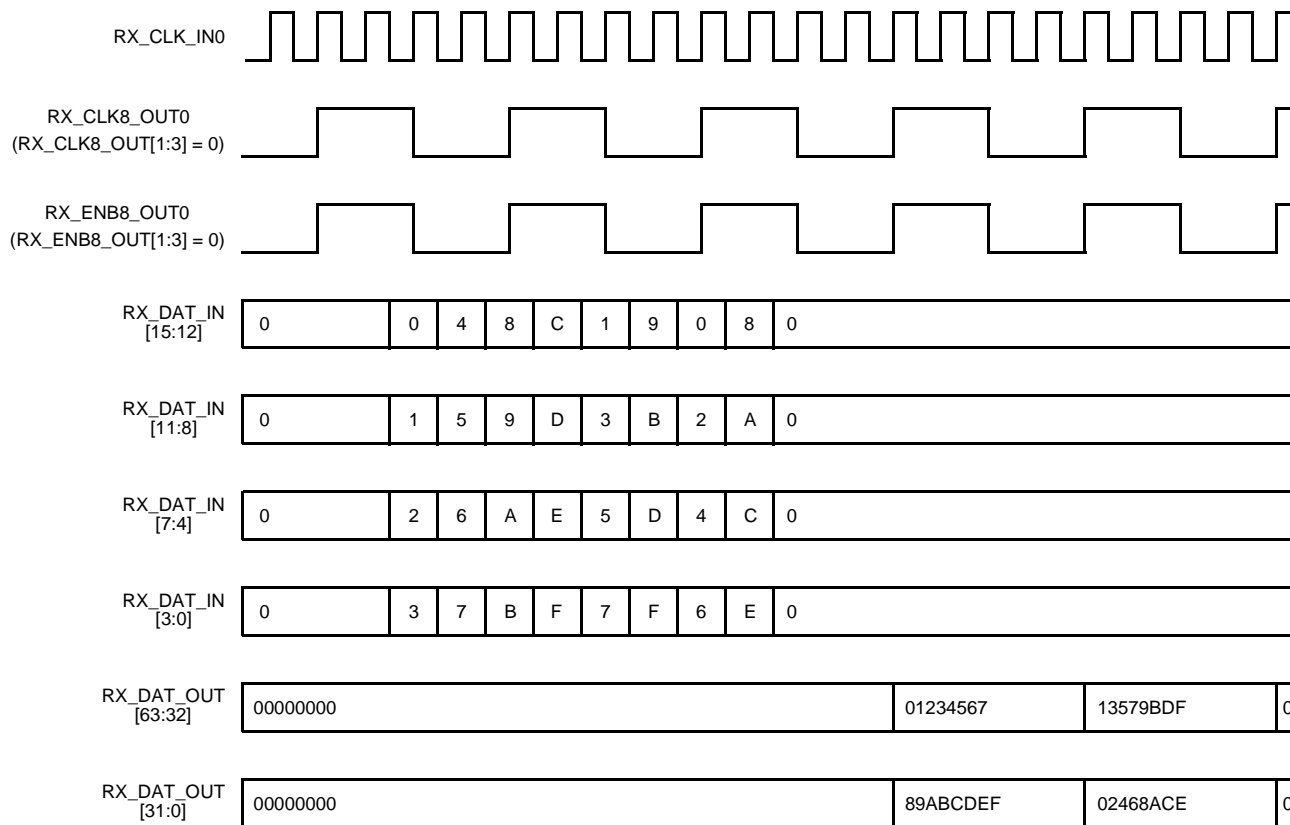 RX_CLK_IN0
RX_CLK8_OUT0
(RX_CLK8_OUT[1:3] = 0)
RX_ENB8_OUT0
(RX_ENB8_OUT[1:3] = 0)
RX_DAT_IN
[15:12]
0 0 4 8 C 1 9 0 8 0
RX_DAT_IN
[11:8]
0 1 5 9 D 3 B 2 A 0
RX_DAT_IN
[7:4]
0 2 6 A E 5 D 4 C 0
RX_DAT_IN
[3:0]
0 3 7 B F 7 F 6 E 0
RX_DAT_OUT
[63:32]
00000000 01234567 13579BDF 0
RX_DAT_OUT
[31:0]
00000000 89ABCDEF 02468ACE 0